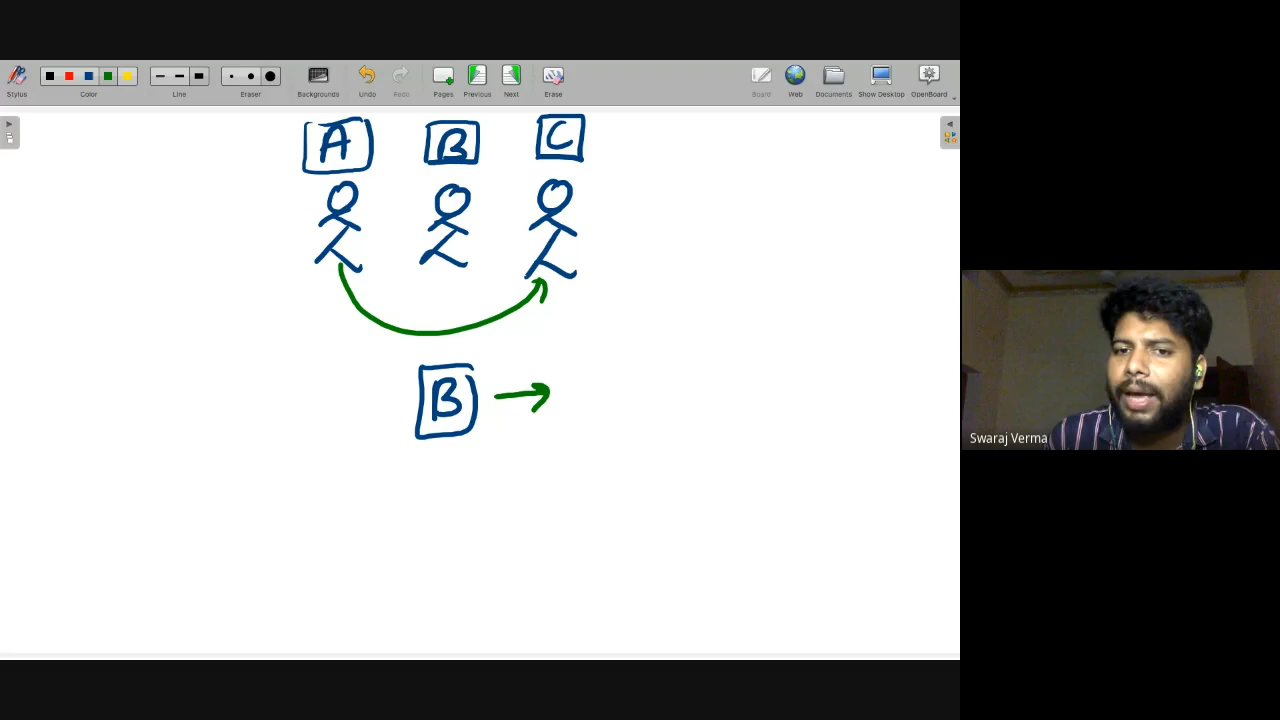 Stylus Color Line Eraser Backgrounds Undo Redo Pages Previous Next Erase Board Web Documents Show Desktop OpenBoard
A B C
B
Swaraj Verma